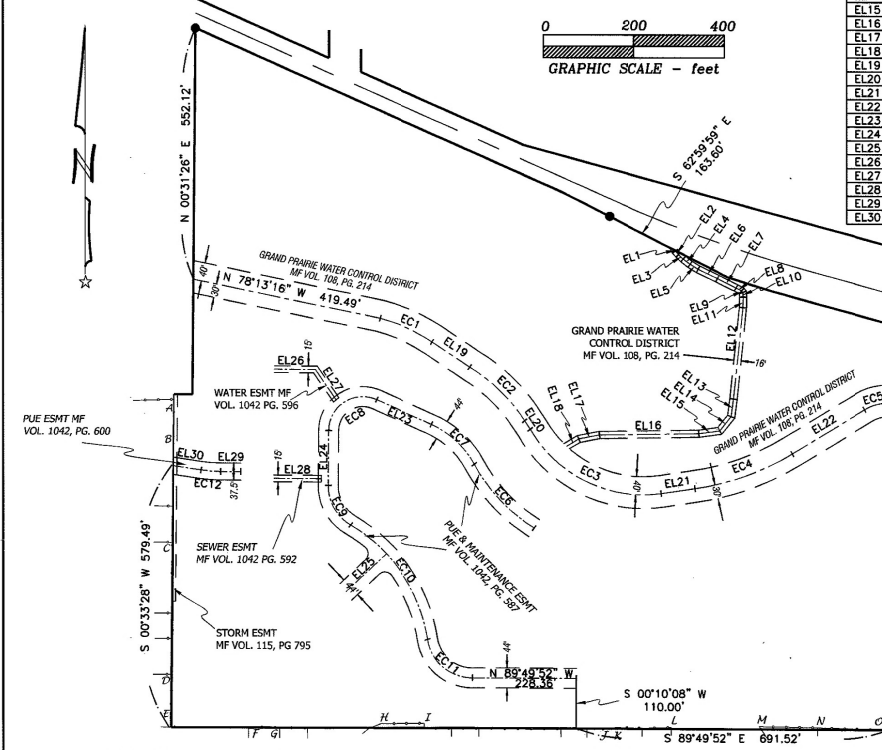 0 200 400
GRAPHIC SCALE - feet
EL15
EL16
EL17
EL18
EL19
EL20
EL21
EL22
EL23
EL24
EL25
EL26
EL27
EL28
EL29
EL30
N
N 00°31'26" E 552.12'
S 62°59'59" E
163.60'
EL2
EL4
EL6
EL7
EL1
EL3
EL5
EL8
EL10
EL9
EL11
EL12
16'
GRAND PRAIRIE WATER
CONTROL DISTRICT
MF VOL. 108, PG. 214
GRAND PRAIRIE WATER CONTROL DISTRICT
MF VOL. 108, PG. 214
40'
30'
N 78°13'16" W 419.49'
EC1
EL19
EC2
EL20
EL26
15'
EL27
WATER ESMT MF
VOL. 1042 PG. 596
EC8
EL23
44'
EC7
EC6
EL18
EL17
EL16
EL15
EL14
EL13
GRAND PRAIRIE WATER CONTROL DISTRICT
MF VOL. 108, PG. 214
EC5
EL22
EC4
EL21
30'
40'
EC3
PUE ESMT MF
VOL. 1042, PG. 600
A
B
EL30
EL29
EC12
37.5'
15'
EL28
EL24
EC9
SEWER ESMT
MF VOL. 1042 PG. 592
PUE & MAINTENANCE ESMT
MF VOL. 1042, PG. 587
EL25
44'
EC10
C
S 00°33'28" W 579.49'
STORM ESMT
MF VOL. 115, PG 795
EC11
44'
N 89°49'52" W
228.36'
S 00°10'08" W
110.00'
D
E
F G
H I
J K
L
M
N
O
S 89°49'52" E 691.52'